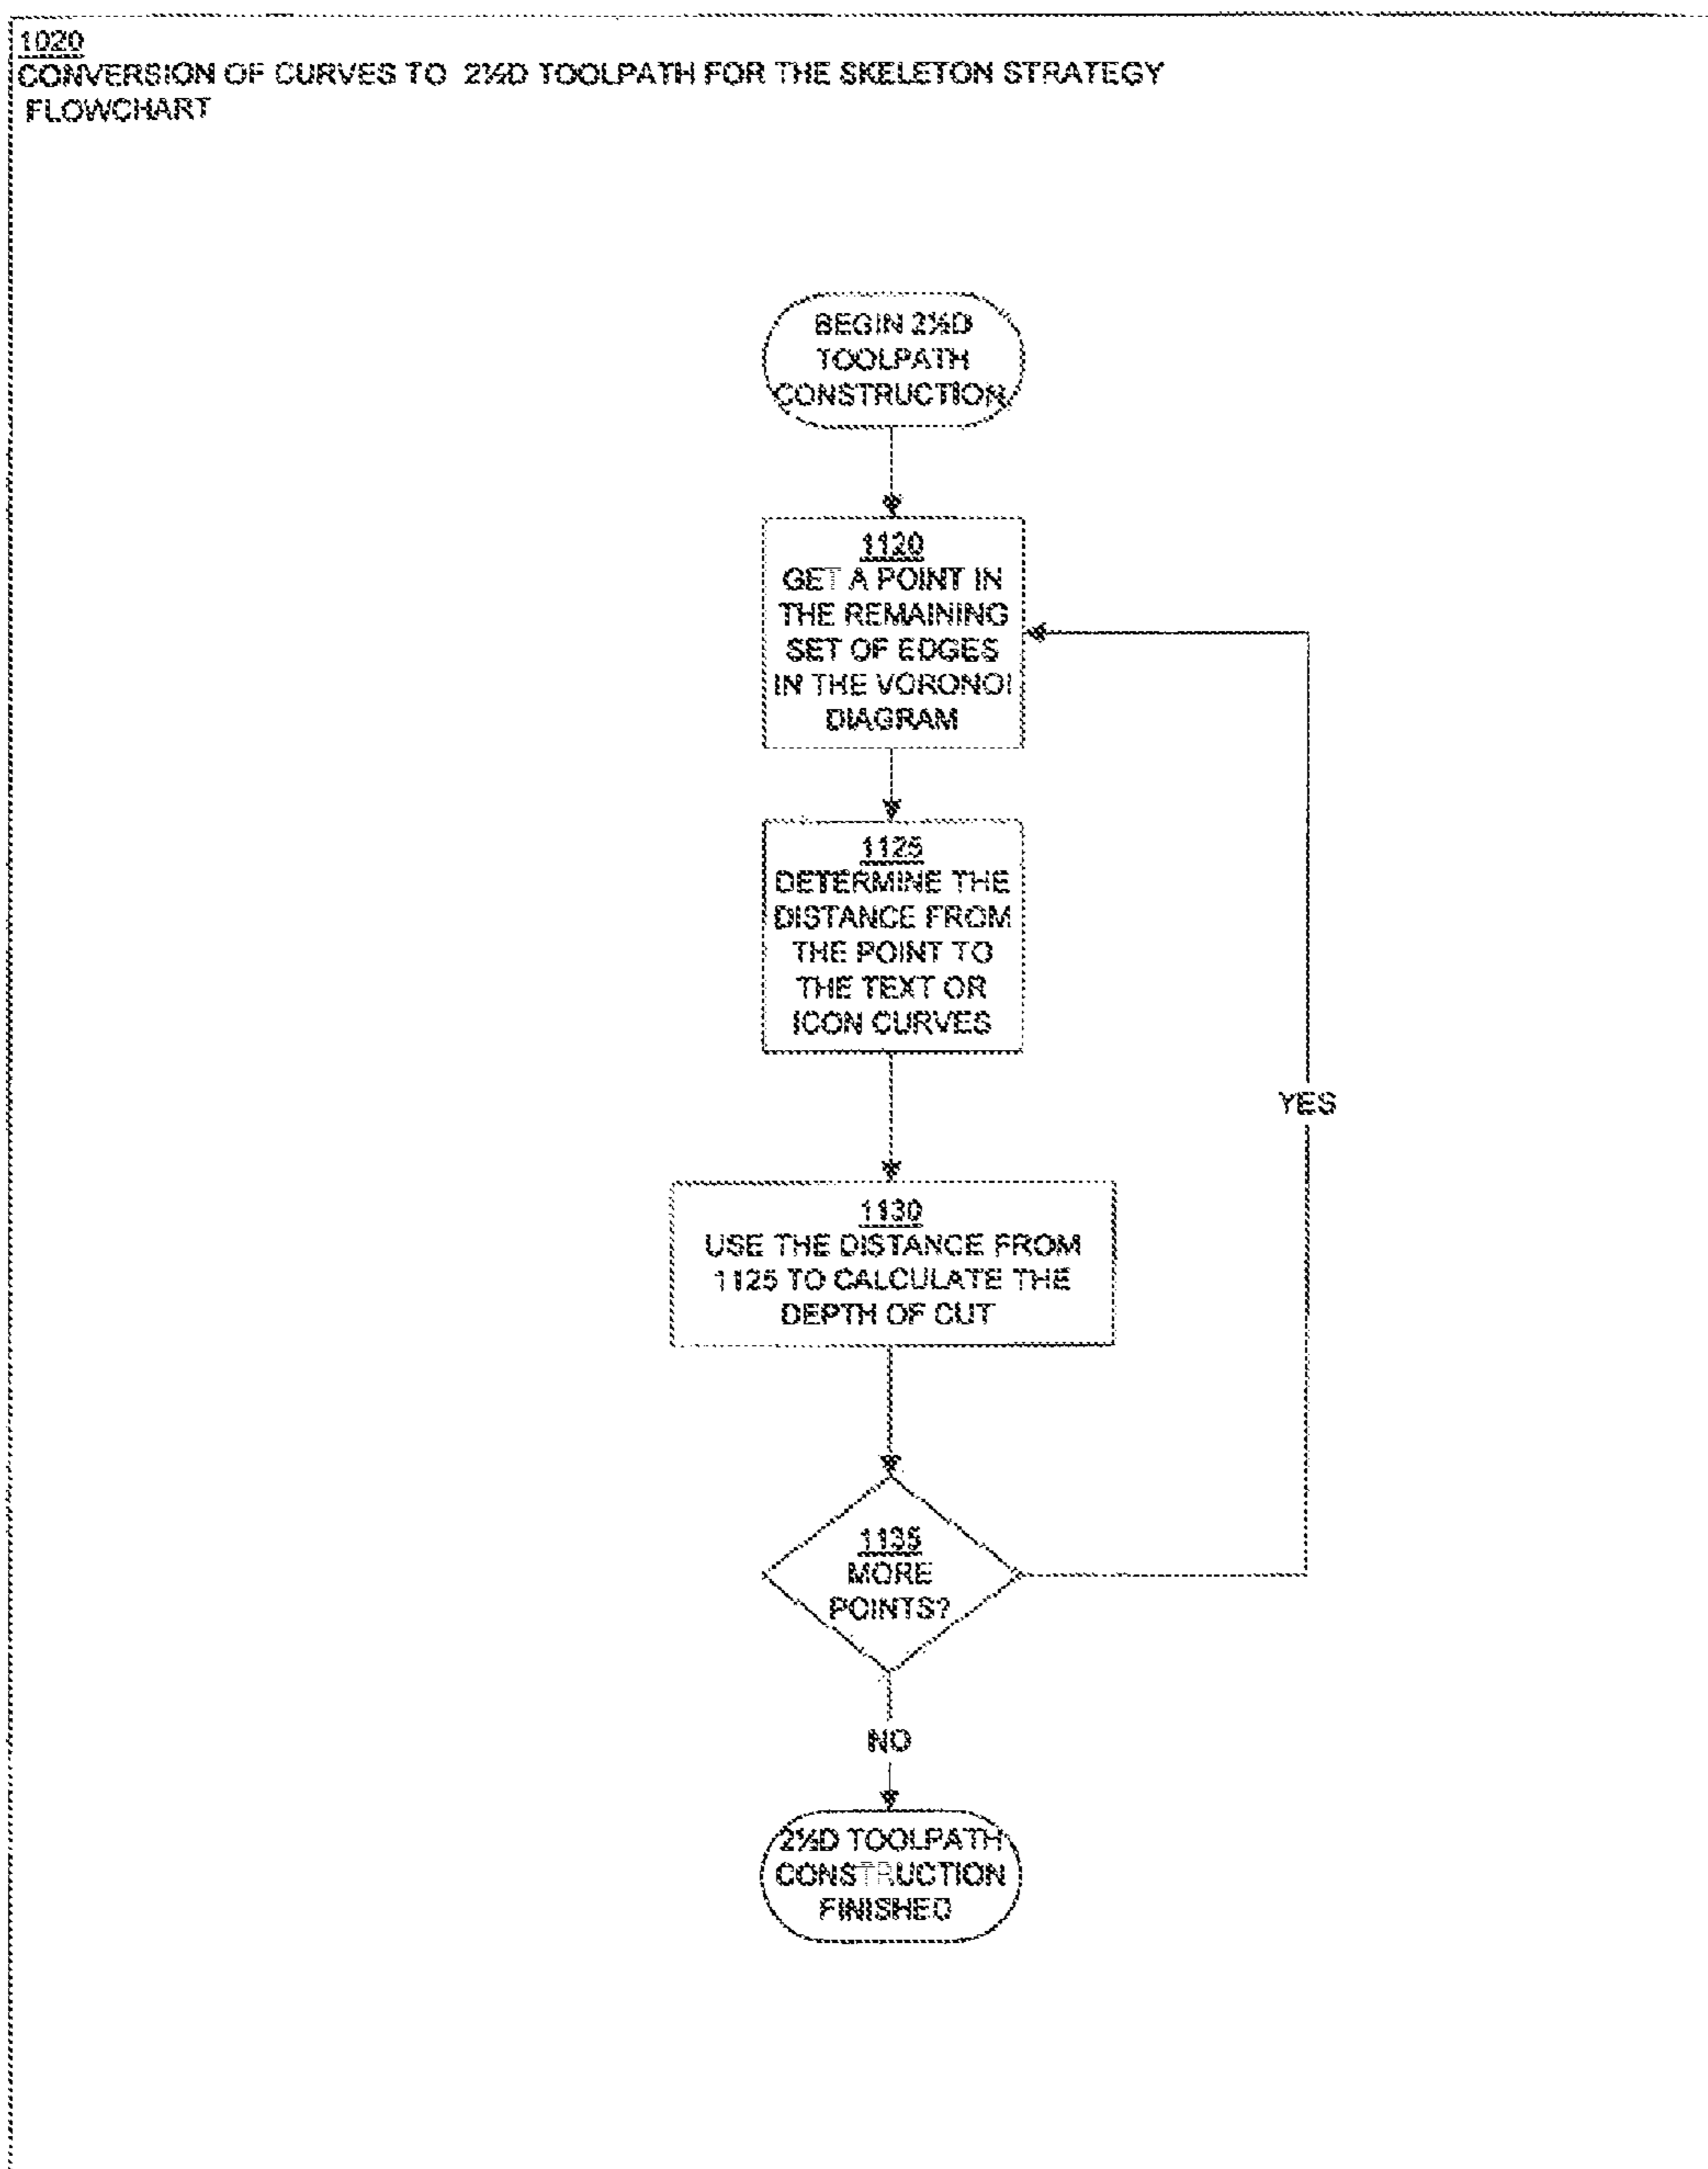 1020
CONVERSION OF CURVES TO 2½D TOOLPATH FOR THE SKELETON STRATEGY
FLOWCHART
BEGIN 2½D
TOOLPATH
CONSTRUCTION
1120
GET A POINT IN
THE REMAINING
SET OF EDGES
IN THE VORONOI
DIAGRAM
1125
DETERMINE THE
DISTANCE FROM
THE POINT TO
THE TEXT OR
ICON CURVES
YES
1130
USE THE DISTANCE FROM
1125 TO CALCULATE THE
DEPTH OF CUT
1135
MORE
POINTS?
NO
2½D TOOLPATH
CONSTRUCTION
FINISHED